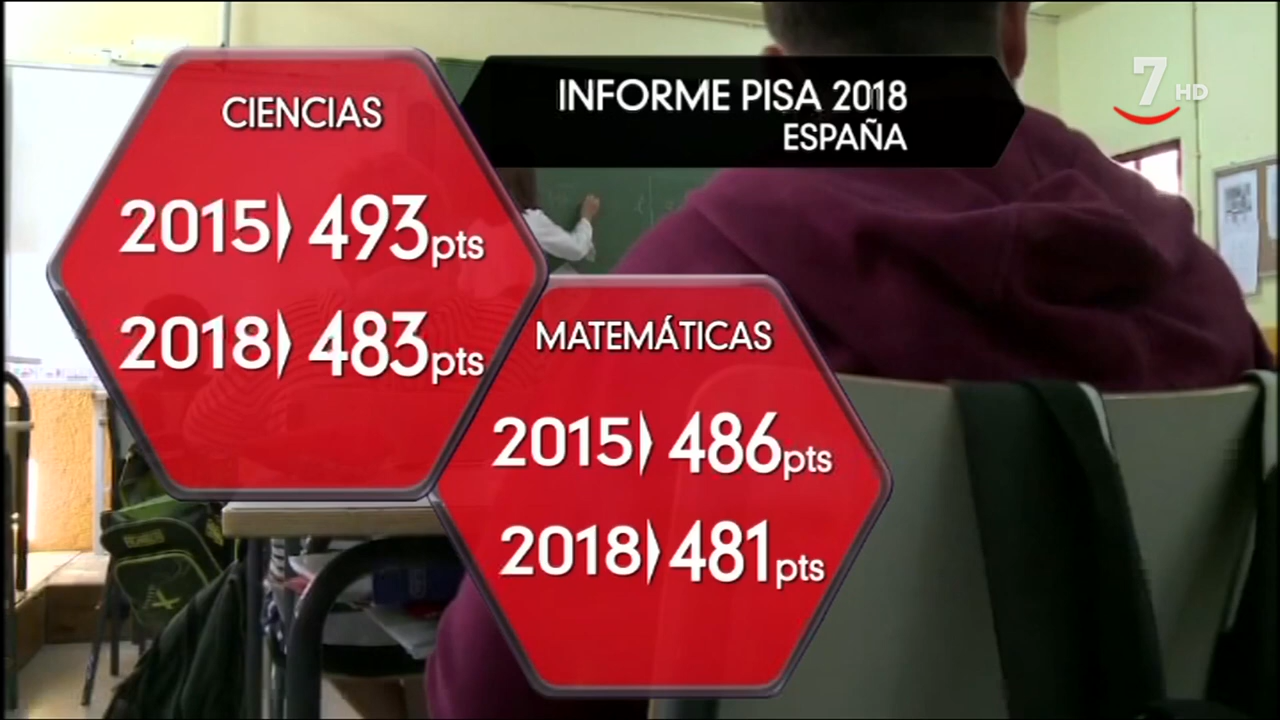 INFORME PISA 2018
ESPAÑA
7 HD
CIENCIAS
2015 493pts
2018 483pts
MATEMÁTICAS
2015 486pts
2018 481pts